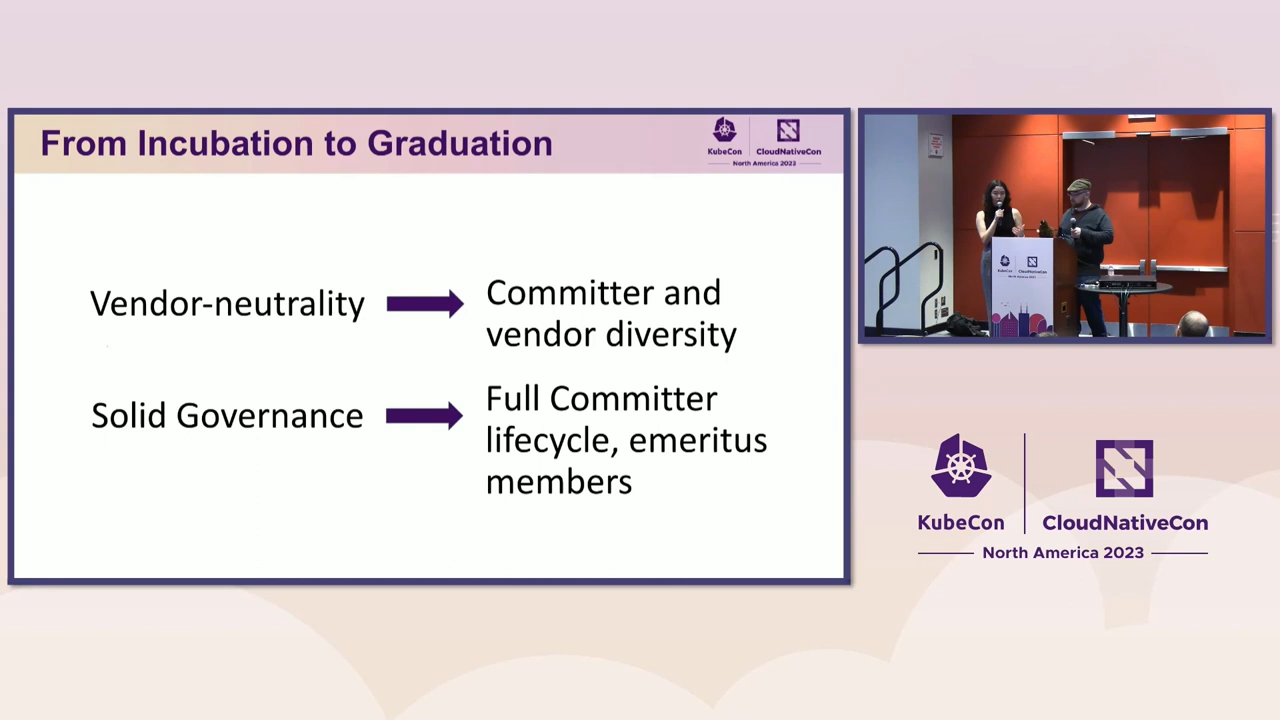 From Incubation to Graduation
KubeCon
CloudNativeCon
North America 2023
Vendor-neutrality
Committer and
vendor diversity
Solid Governance
Full Committer
lifecycle, emeritus
members
KubeCon
CloudNativeCon
North America 2023